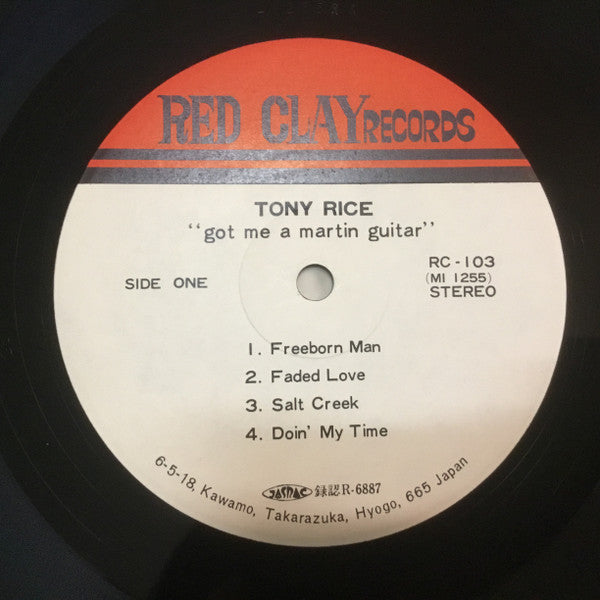 RED CLAY RECORDS
TONY RICE
"got me a martin guitar"
SIDE ONE
RC-103
(MI 1255)
STEREO
1. Freeborn Man
2. Faded Love
3. Salt Creek
4. Doin' My Time
JASRAC 録認R-6887
6-5-18, Kawamo, Takarazuka, Hyogo, 665 Japan